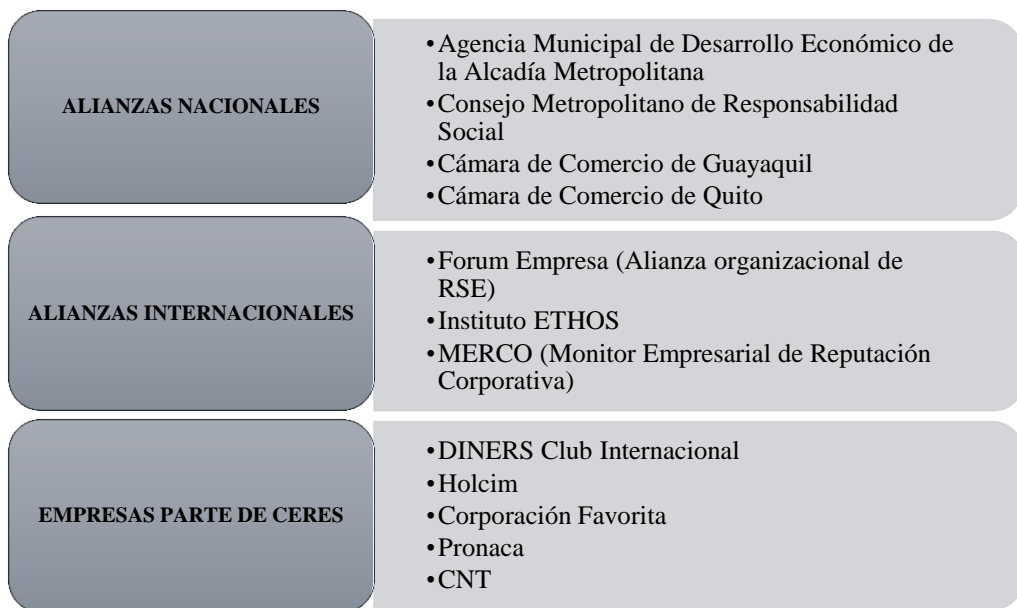 ALIANZAS NACIONALES
•Agencia Municipal de Desarrollo Económico de
la Alcadía Metropolitana
•Consejo Metropolitano de Responsabilidad
Social
•Cámara de Comercio de Guayaquil
•Cámara de Comercio de Quito
ALIANZAS INTERNACIONALES
•Forum Empresa (Alianza organizacional de
RSE)
•Instituto ETHOS
•MERCO (Monitor Empresarial de Reputación
Corporativa)
EMPRESAS PARTE DE CERES
•DINERS Club Internacional
•Holcim
•Corporación Favorita
•Pronaca
•CNT